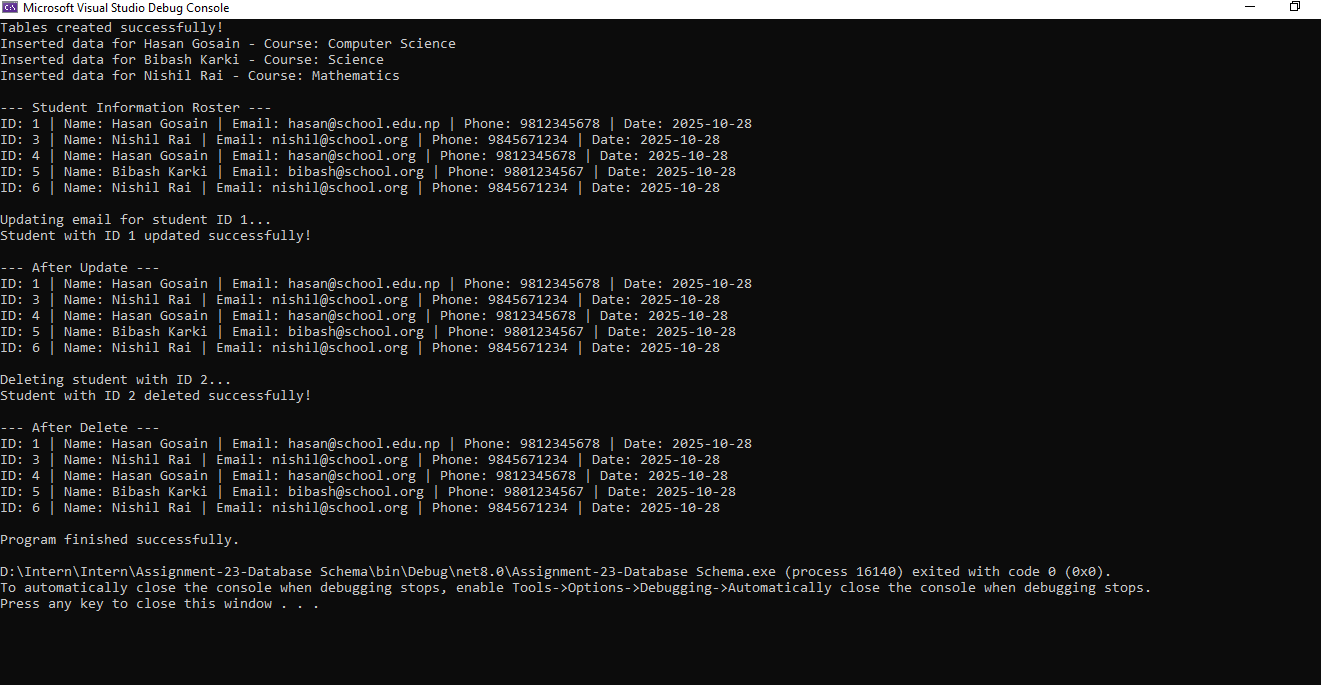 Microsoft Visual Studio Debug Console
Tables created successfully!
Inserted data for Hasan Gosain - Course: Computer Science
Inserted data for Bibash Karki - Course: Science
Inserted data for Nishil Rai - Course: Mathematics
--- Student Information Roster ---
ID: 1 | Name: Hasan Gosain | Email: hasan@school.edu.np | Phone: 9812345678 | Date: 2025-10-28
ID: 3 | Name: Nishil Rai | Email: nishil@school.org | Phone: 9845671234 | Date: 2025-10-28
ID: 4 | Name: Hasan Gosain | Email: hasan@school.org | Phone: 9812345678 | Date: 2025-10-28
ID: 5 | Name: Bibash Karki | Email: bibash@school.org | Phone: 9801234567 | Date: 2025-10-28
ID: 6 | Name: Nishil Rai | Email: nishil@school.org | Phone: 9845671234 | Date: 2025-10-28
Updating email for student ID 1...
Student with ID 1 updated successfully!
--- After Update ---
ID: 1 | Name: Hasan Gosain | Email: hasan@school.edu.np | Phone: 9812345678 | Date: 2025-10-28
ID: 3 | Name: Nishil Rai | Email: nishil@school.org | Phone: 9845671234 | Date: 2025-10-28
ID: 4 | Name: Hasan Gosain | Email: hasan@school.org | Phone: 9812345678 | Date: 2025-10-28
ID: 5 | Name: Bibash Karki | Email: bibash@school.org | Phone: 9801234567 | Date: 2025-10-28
ID: 6 | Name: Nishil Rai | Email: nishil@school.org | Phone: 9845671234 | Date: 2025-10-28
Deleting student with ID 2...
Student with ID 2 deleted successfully!
--- After Delete ---
ID: 1 | Name: Hasan Gosain | Email: hasan@school.edu.np | Phone: 9812345678 | Date: 2025-10-28
ID: 3 | Name: Nishil Rai | Email: nishil@school.org | Phone: 9845671234 | Date: 2025-10-28
ID: 4 | Name: Hasan Gosain | Email: hasan@school.org | Phone: 9812345678 | Date: 2025-10-28
ID: 5 | Name: Bibash Karki | Email: bibash@school.org | Phone: 9801234567 | Date: 2025-10-28
ID: 6 | Name: Nishil Rai | Email: nishil@school.org | Phone: 9845671234 | Date: 2025-10-28
Program finished successfully.
D:\Intern\Intern\Assignment-23-Database Schema\bin\Debug\net8.0\Assignment-23-Database Schema.exe (process 16140) exited with code 0 (0x0).
To automatically close the console when debugging stops, enable Tools->Options->Debugging->Automatically close the console when debugging stops.
Press any key to close this window . . .